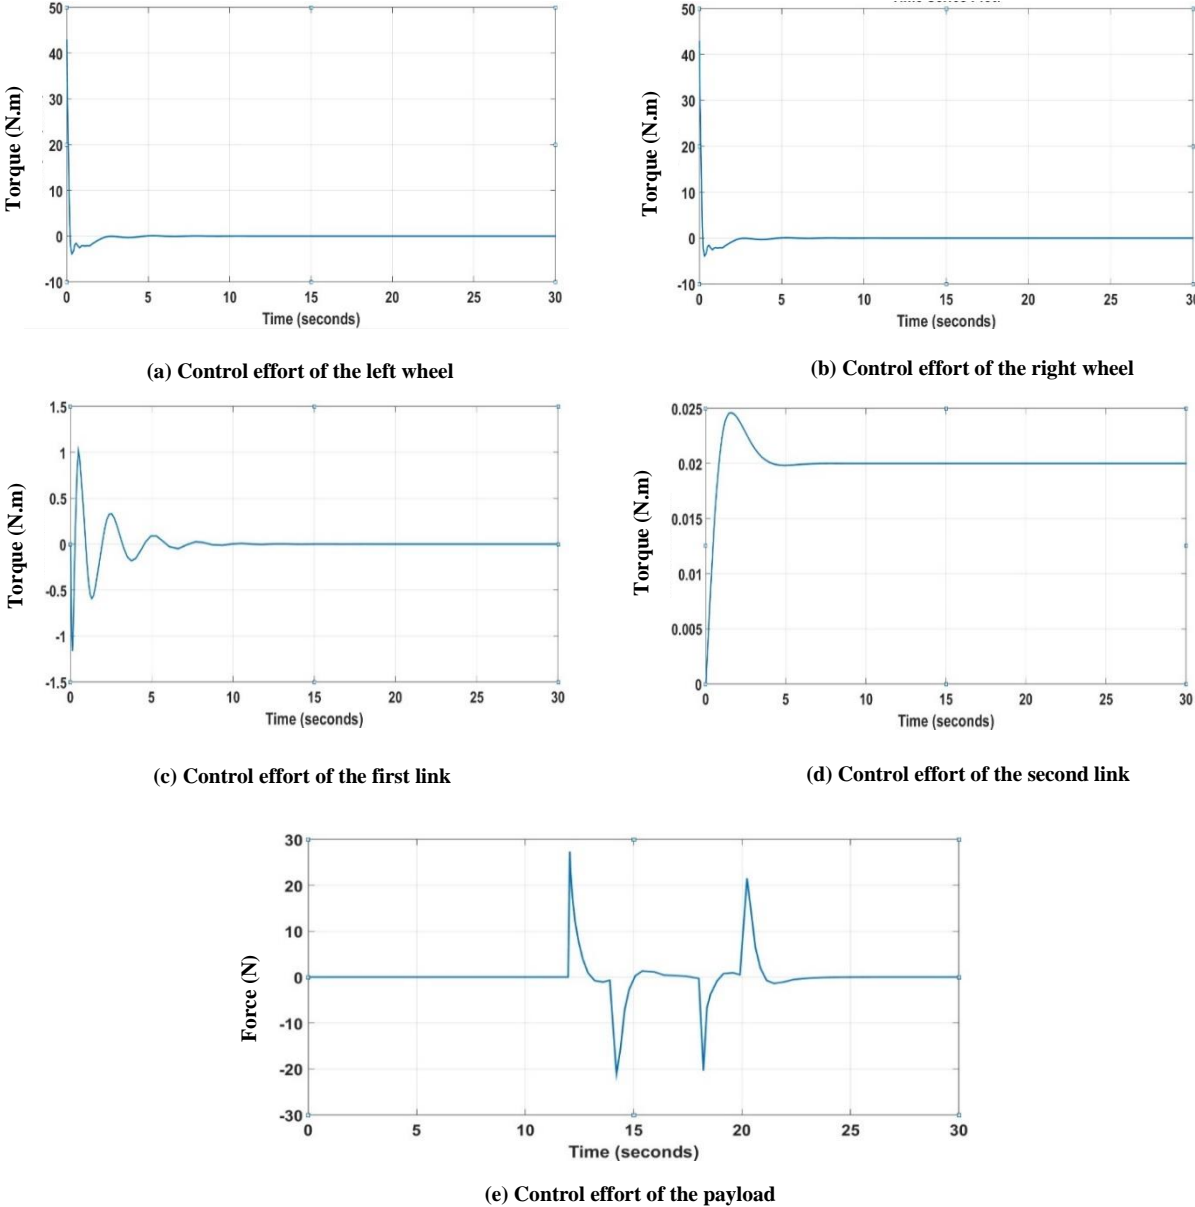 50
40
30
20
10
0
-10
Torque (N.m)
0 5 10 15 20 25 30
Time (seconds)
(a) Control effort of the left wheel
50
40
30
20
10
0
-10
Torque (N.m)
0 5 10 15 20 25 30
Time (seconds)
(b) Control effort of the right wheel
1.5
1
0.5
0
-0.5
-1
-1.5
Torque (N.m)
0 5 10 15 20 25 30
Time (seconds)
(c) Control effort of the first link
0.025
0.02
0.015
0.01
0.005
0
Torque (N.m)
0 5 10 15 20 25 30
Time (seconds)
(d) Control effort of the second link
30
20
10
0
-10
-20
-30
Force (N)
0 5 10 15 20 25 30
Time (seconds)
(e) Control effort of the payload